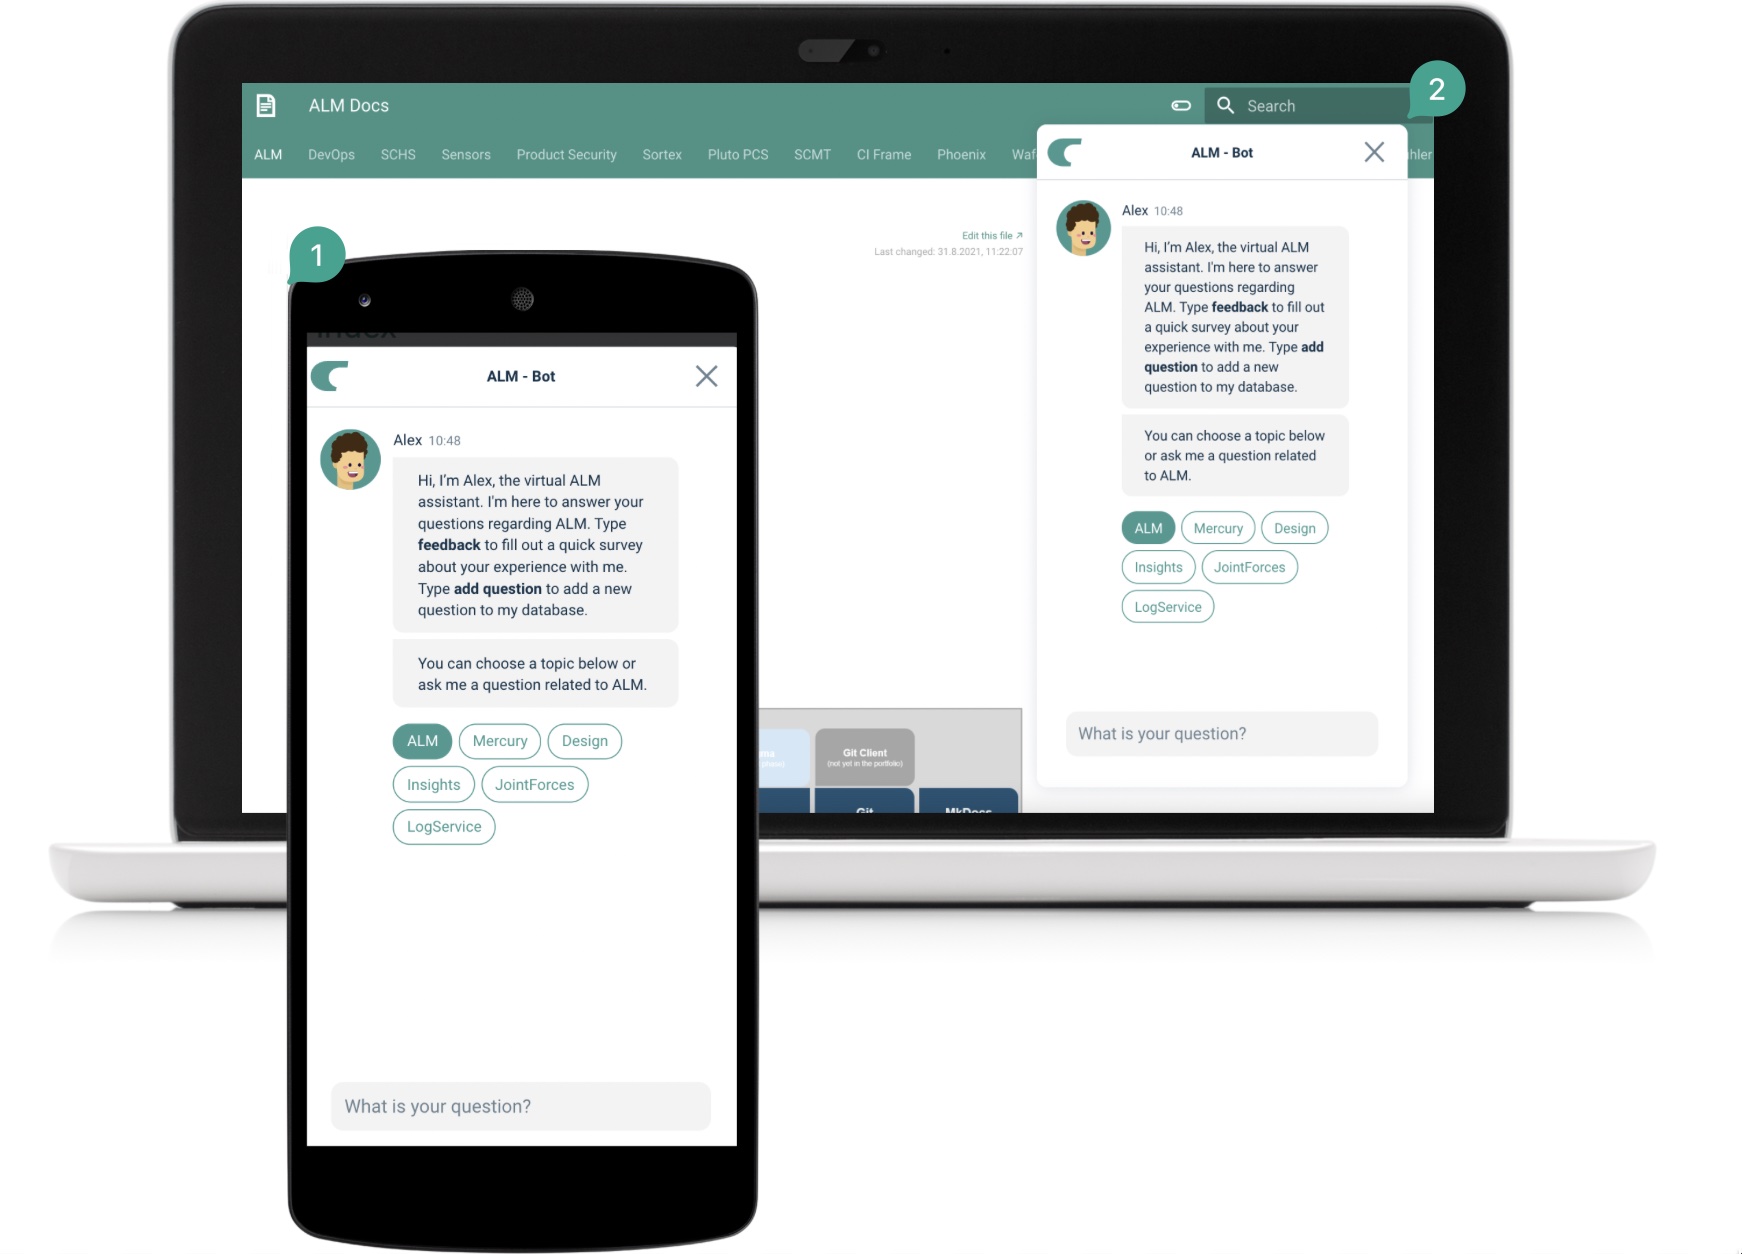 ALM Docs
Search
2
ALM DevOps SCHS Sensors Product Security Sortex Pluto PCS SCMT CI Frame Phoenix
Edit this file ↗
Last changed: 31.8.2021, 11:22:07
Git Client
(not yet in the portfolio)
Git
MkDocs
ALM - Bot
Alex 10:48
Hi, I’m Alex, the virtual ALM
assistant. I'm here to answer
your questions regarding
ALM. Type feedback to fill out
a quick survey about your
experience with me. Type add
question to add a new
question to my database.
You can choose a topic below
or ask me a question related
to ALM.
ALM Mercury Design
Insights JointForces
LogService
What is your question?
1
Index
ALM - Bot
Alex 10:48
Hi, I’m Alex, the virtual ALM
assistant. I'm here to answer your
questions regarding ALM. Type
feedback to fill out a quick survey
about your experience with me.
Type add question to add a new
question to my database.
You can choose a topic below or
ask me a question related to ALM.
ALM Mercury Design
Insights JointForces
LogService
What is your question?